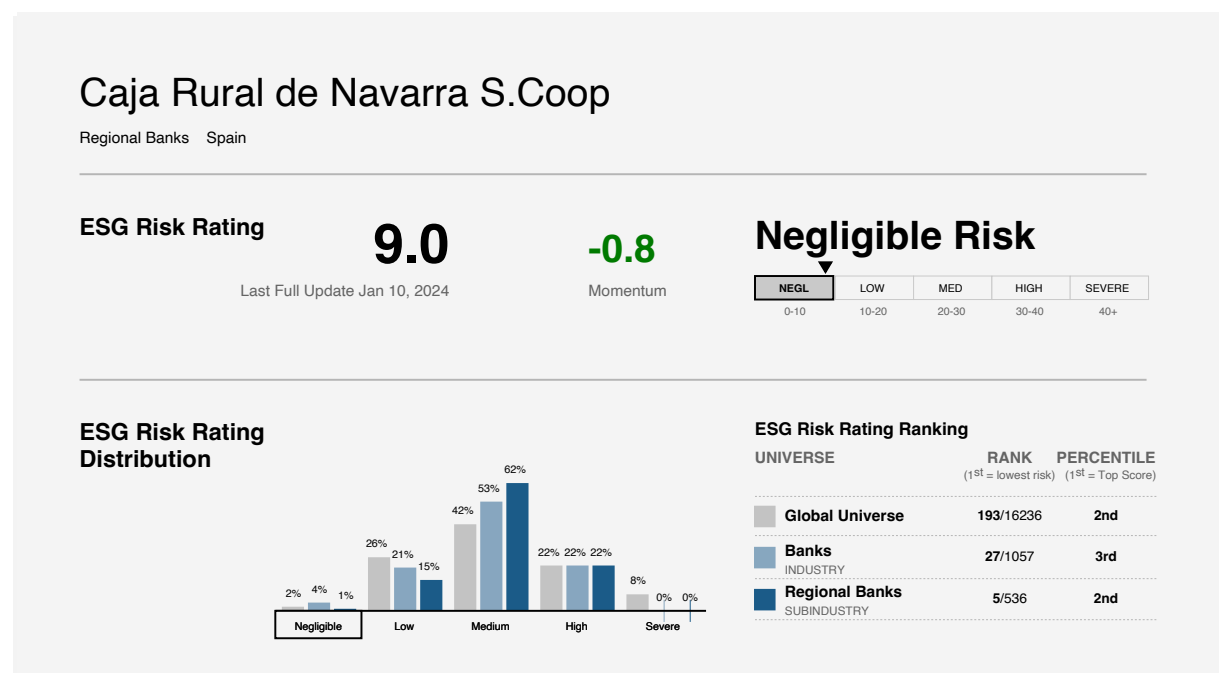 Caja Rural de Navarra S.Coop
Regional Banks Spain
ESG Risk Rating
9.0
Last Full Update Jan 10, 2024
-0.8
Momentum
Negligible Risk
NEGL LOW MED HIGH SEVERE
0-10 10-20 20-30 30-40 40+
ESG Risk Rating
Distribution
2% 4% 1% 26% 21% 15% 42% 53% 62% 22% 22% 22% 8% 0% 0%
Negligible Low Medium High Severe
ESG Risk Rating Ranking
UNIVERSE RANK PERCENTILE
(1st = lowest risk) (1st = Top Score)
Global Universe 193/16236 2nd
Banks 27/1057 3rd
INDUSTRY
Regional Banks 5/536 2nd
SUBINDUSTRY